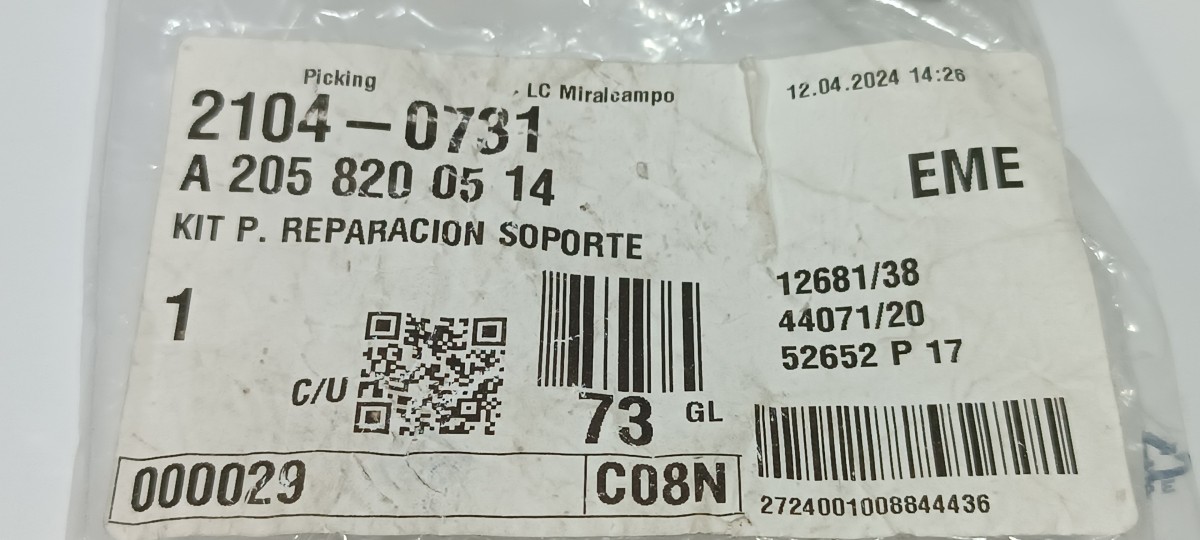 Picking
LC Miralcampo
12.04.2024 14:26
2104-0731
EME
A 205 820 05 14
KIT P. REPARACION SOPORTE
1
12681/38
44071/20
52652 P 17
C/U
73 GL
000029
C08N
2724001008844436